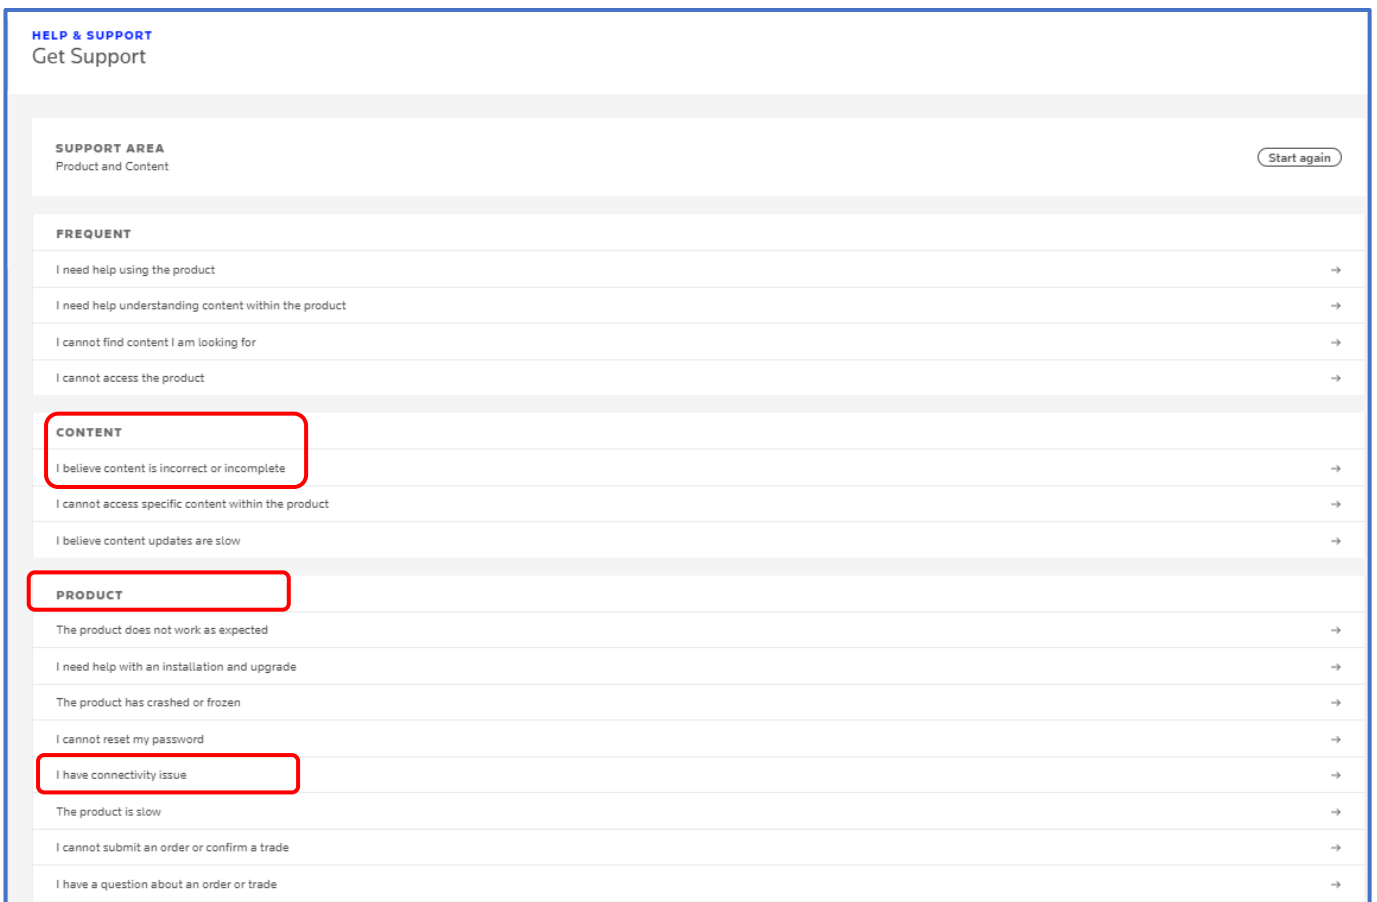 HELP & SUPPORT
Get Support
SUPPORT AREA
Product and Content
Start again
FREQUENT
I need help using the product
I need help understanding content within the product
I cannot find content I am looking for
I cannot access the product
CONTENT
I believe content is incorrect or incomplete
I cannot access specific content within the product
I believe content updates are slow
PRODUCT
The product does not work as expected
I need help with an installation and upgrade
The product has crashed or frozen
I cannot reset my password
I have connectivity issue
The product is slow
I cannot submit an order or confirm a trade
I have a question about an order or trade